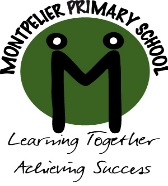 MONTPELIER PRIMARY SCHOOL
Learning Together
Achieving Success